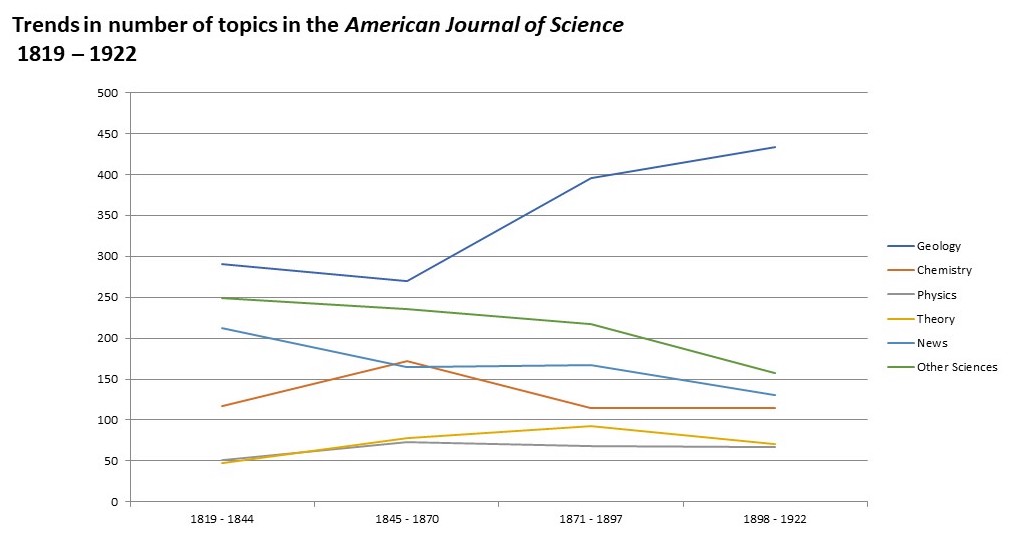 Trends in number of topics in the American Journal of Science
1819 – 1922
500
450
400
350
300
250
200
150
100
50
0
1819 - 1844
1845 - 1870
1871 - 1897
1898 - 1922
Geology
Chemistry
Physics
Theory
News
Other Sciences